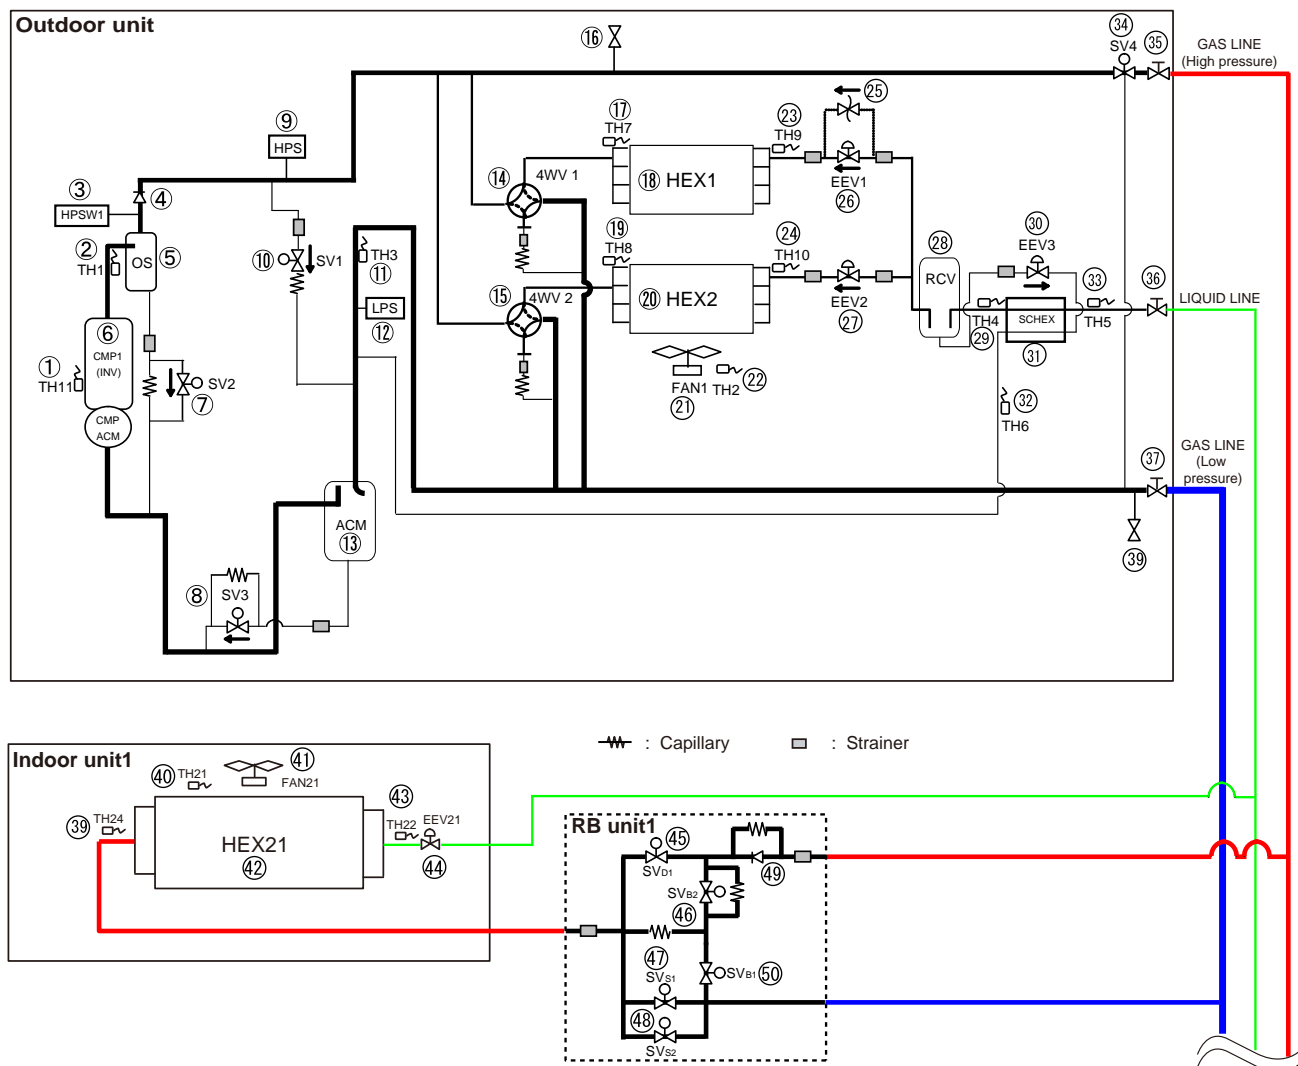 Outdoor unit
⑯
㉞
SV4
㉟
GAS LINE
(High pressure)
⑨
HPS
③
HPSW1
④
②
TH1
OS
⑤
⑩
SV1
TH3
⑪
LPS
⑫
⑰
TH7
⑱ HEX1
㉓
TH9
㉕
EEV1
㉖
⑭
4WV 1
⑲
TH8
⑳ HEX2
㉔
TH10
EEV2
㉗
⑮
4WV 2
㉘
RCV
㉚
EEV3
㉝
TH4
㉙
SCHEX
㉛
TH5
㊱
LIQUID LINE
⑥
CMP1
(INV)
①
TH11
CMP
ACM
SV2
⑦
FAN1
㉑
TH2
㉒
㉜
TH6
㊲
GAS LINE
(Low
pressure)
ACM
⑬
⑧
SV3
㊴
: Capillary
: Strainer
Indoor unit1
㊵
TH21
㊶
FAN21
㊴
TH24
HEX21
㊷
㊸
TH22
EEV21
㊹
RB unit1
㊺
SVD1
㊾
SVB2
㊻
㊼
SVS1
SVB1
㊿
㊽
SVS2